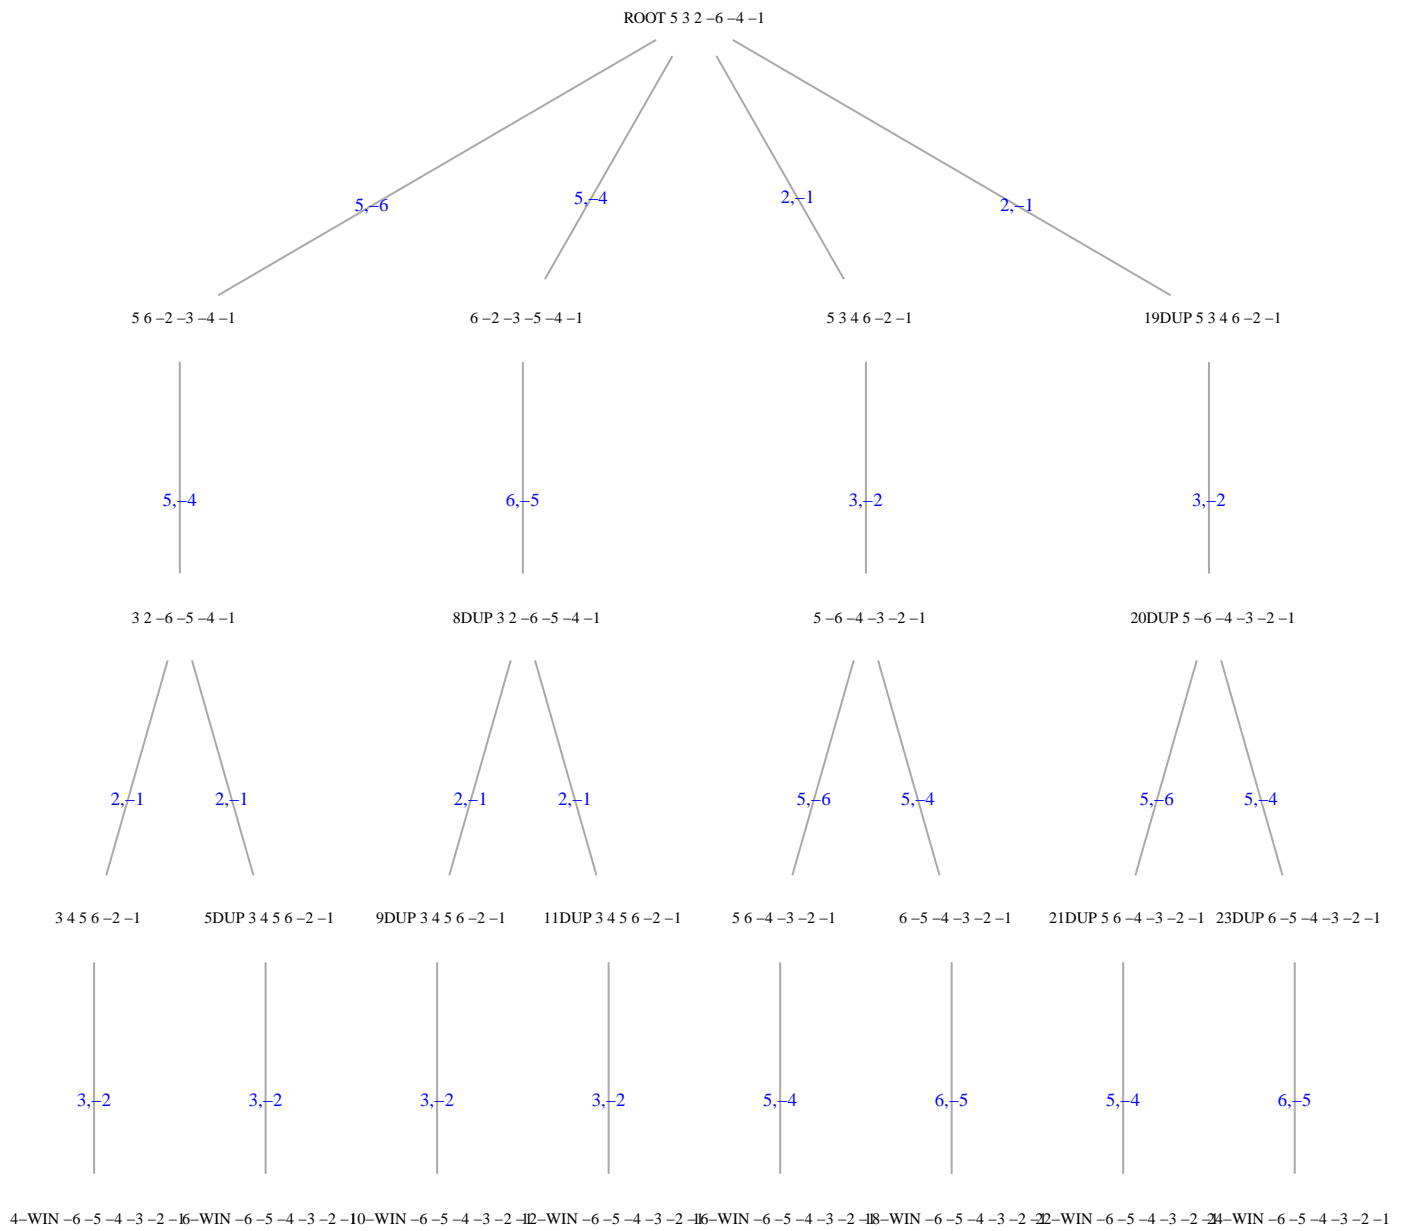 ROOT 5 3 2 –6 –4 –1
5,–6
5,–4
2,–1
2,–1
5 6 –2 –3 –4 –1
6 –2 –3 –5 –4 –1
5 3 4 6 –2 –1
19DUP 5 3 4 6 –2 –1
5,–4
6,–5
3,–2
3,–2
3 2 –6 –5 –4 –1
8DUP 3 2 –6 –5 –4 –1
5 –6 –4 –3 –2 –1
20DUP 5 –6 –4 –3 –2 –1
2,–1
2,–1
2,–1
2,–1
5,–6
5,–4
5,–6
5,–4
3 4 5 6 –2 –1
5DUP 3 4 5 6 –2 –1
9DUP 3 4 5 6 –2 –1
11DUP 3 4 5 6 –2 –1
5 6 –4 –3 –2 –1
6 –5 –4 –3 –2 –1
21DUP 5 6 –4 –3 –2 –1
23DUP 6 –5 –4 –3 –2 –1
3,–2
3,–2
3,–2
3,–2
5,–4
6,–5
5,–4
6,–5
4–WIN –6 –5 –4 –3 –2 –1
6–WIN –6 –5 –4 –3 –2 –1
10–WIN –6 –5 –4 –3 –2 –1
12–WIN –6 –5 –4 –3 –2 –1
16–WIN –6 –5 –4 –3 –2 –1
18–WIN –6 –5 –4 –3 –2 –1
22–WIN –6 –5 –4 –3 –2 –1
24–WIN –6 –5 –4 –3 –2 –1